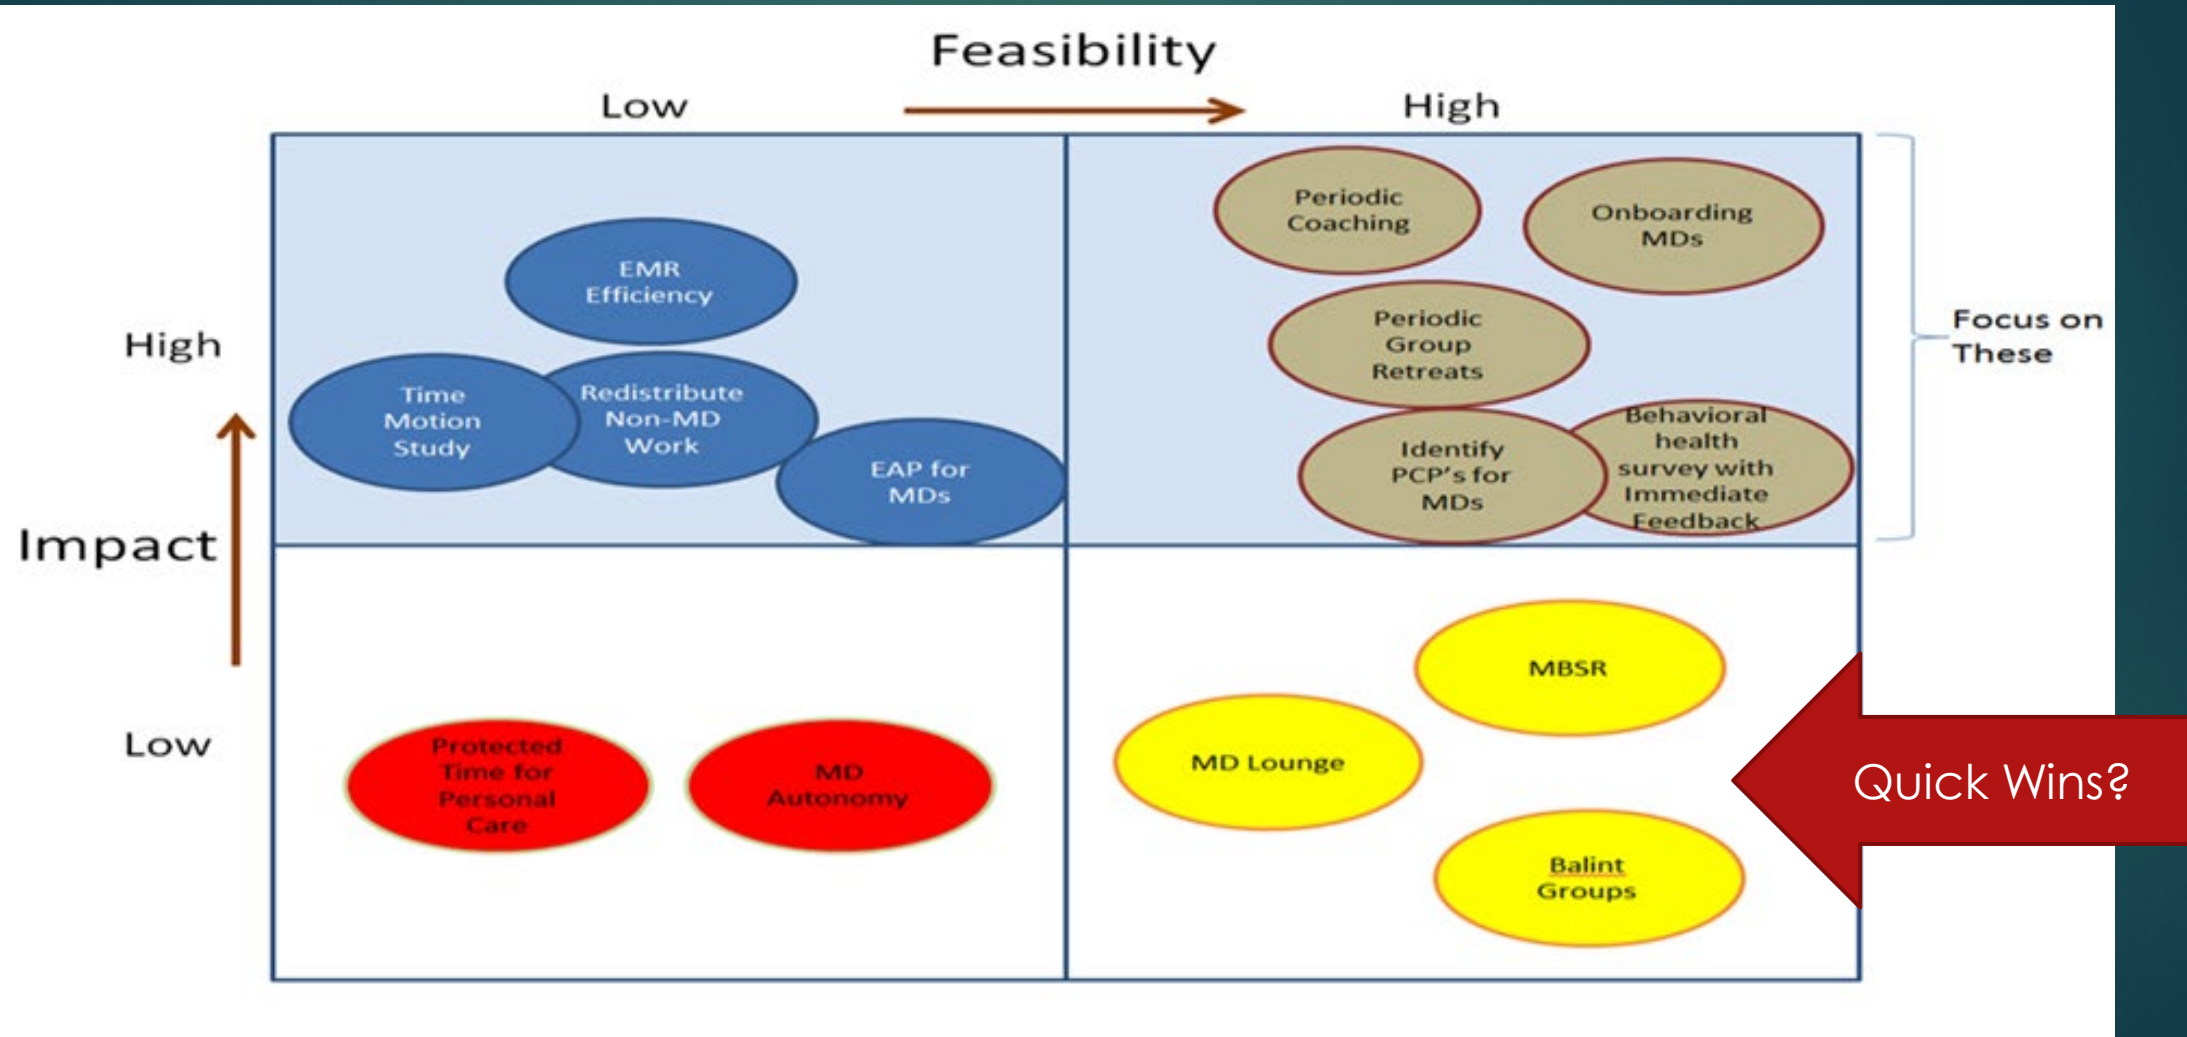 Feasibility
Low
High
Periodic
Coaching
Onboarding
MDs
EMR
Efficiency
Periodic
Group
Retreats
High
Focus on
These
Time
Motion
Study
Redistribute
Non-MD
Work
EAP for
MDs
Identify
PCP's for
MDs
Behavioral
health
survey with
Immediate
Feedback
Impact
Low
Protected
Time for
Personal
Care
MD
Autonomy
MD Lounge
MBSR
Balint
Groups
Quick Wins?